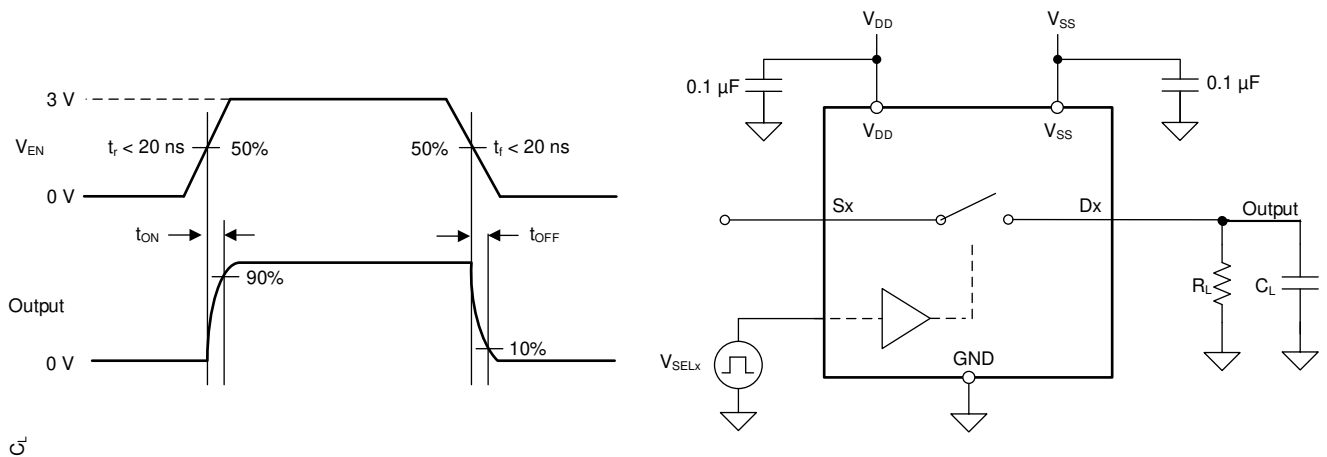 3 V
V_EN
t_r < 20 ns
50%
50%
t_f < 20 ns
0 V
t_ON
t_OFF
90%
Output
10%
0 V
C_L
V_DD
V_SS
0.1 µF
0.1 µF
V_DD
V_SS
Sx
Dx
Output
R_L
C_L
V_SELx
GND